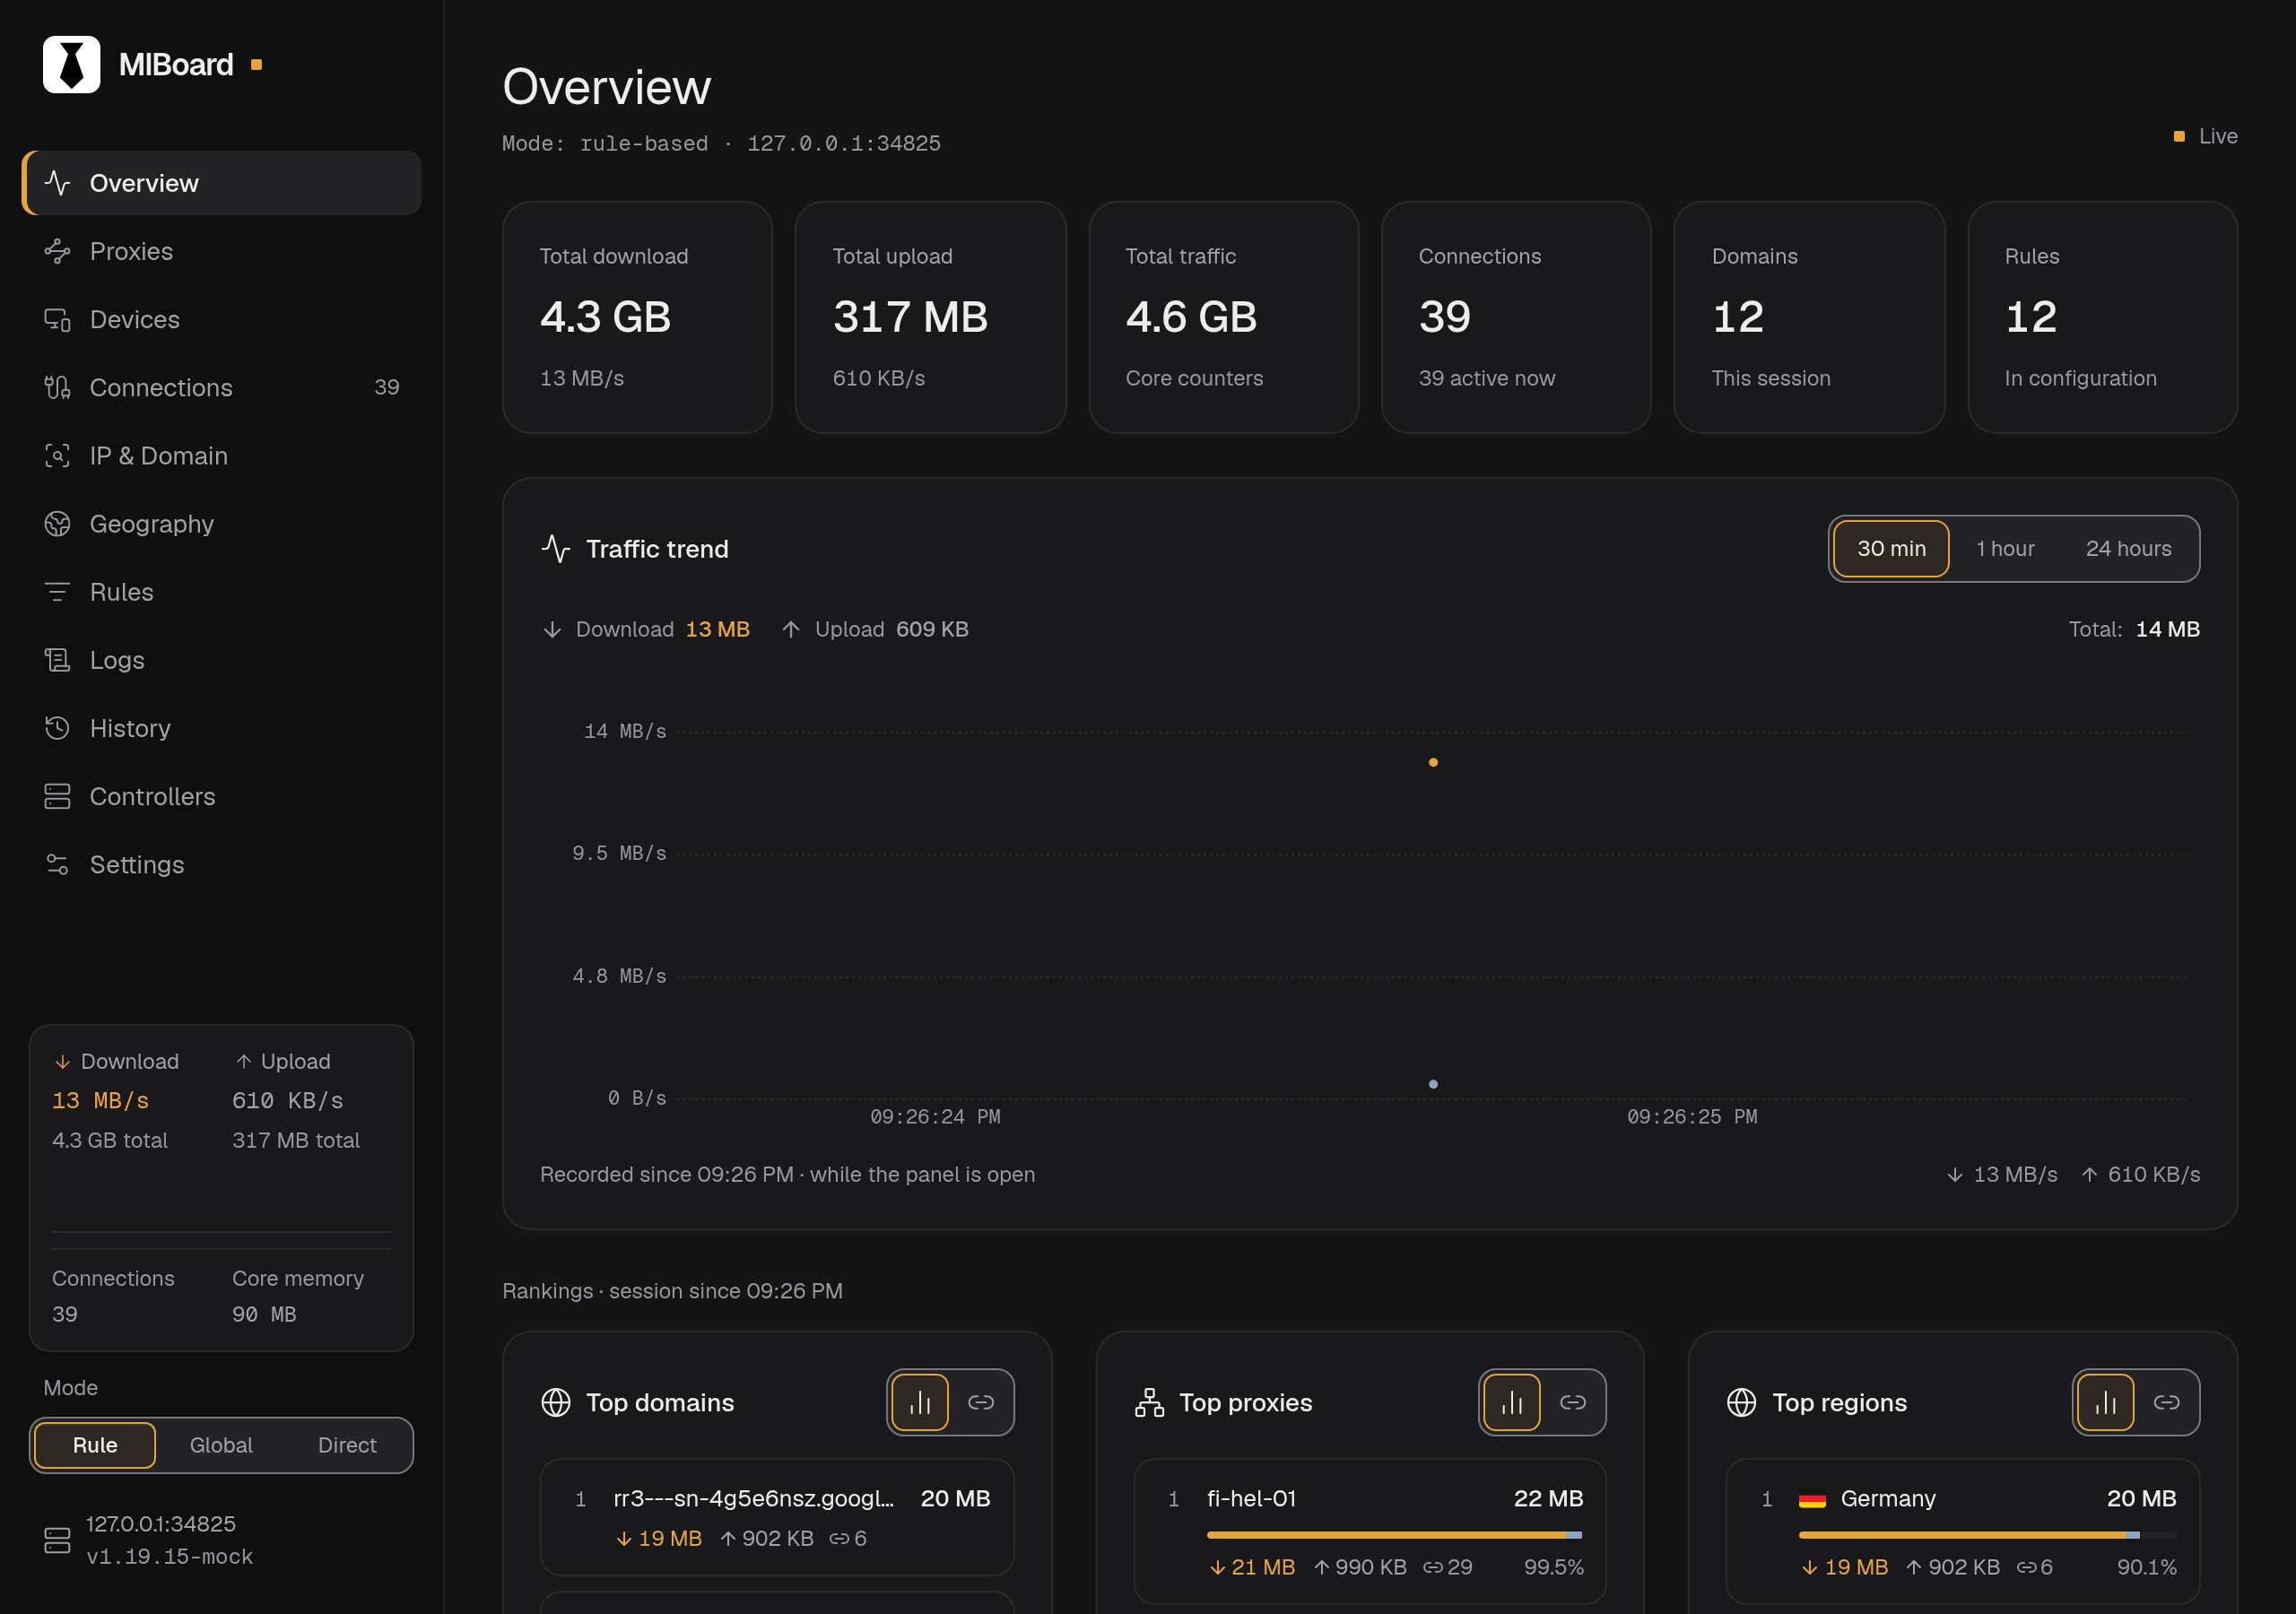 MIBoard
Overview
Proxies
Devices
Connections 39
IP & Domain
Geography
Rules
Logs
History
Controllers
Settings
Download Upload
13 MB/s 610 KB/s
4.3 GB total 317 MB total
Connections Core memory
39 90 MB
Mode
Rule Global Direct
127.0.0.1:34825
v1.19.15-mock
Overview
Mode: rule-based · 127.0.0.1:34825
Live
Total download
4.3 GB
13 MB/s
Total upload
317 MB
610 KB/s
Total traffic
4.6 GB
Core counters
Connections
39
39 active now
Domains
12
This session
Rules
12
In configuration
Traffic trend
30 min 1 hour 24 hours
Download 13 MB Upload 609 KB
Total: 14 MB
14 MB/s
9.5 MB/s
4.8 MB/s
0 B/s
09:26:24 PM 09:26:25 PM
Recorded since 09:26 PM · while the panel is open
13 MB/s 610 KB/s
Rankings · session since 09:26 PM
Top domains
1 rr3---sn-4g5e6nsz.googl... 20 MB
19 MB 902 KB 6
Top proxies
1 fi-hel-01 22 MB
21 MB 990 KB 29 99.5%
Top regions
1 Germany 20 MB
19 MB 902 KB 6 90.1%